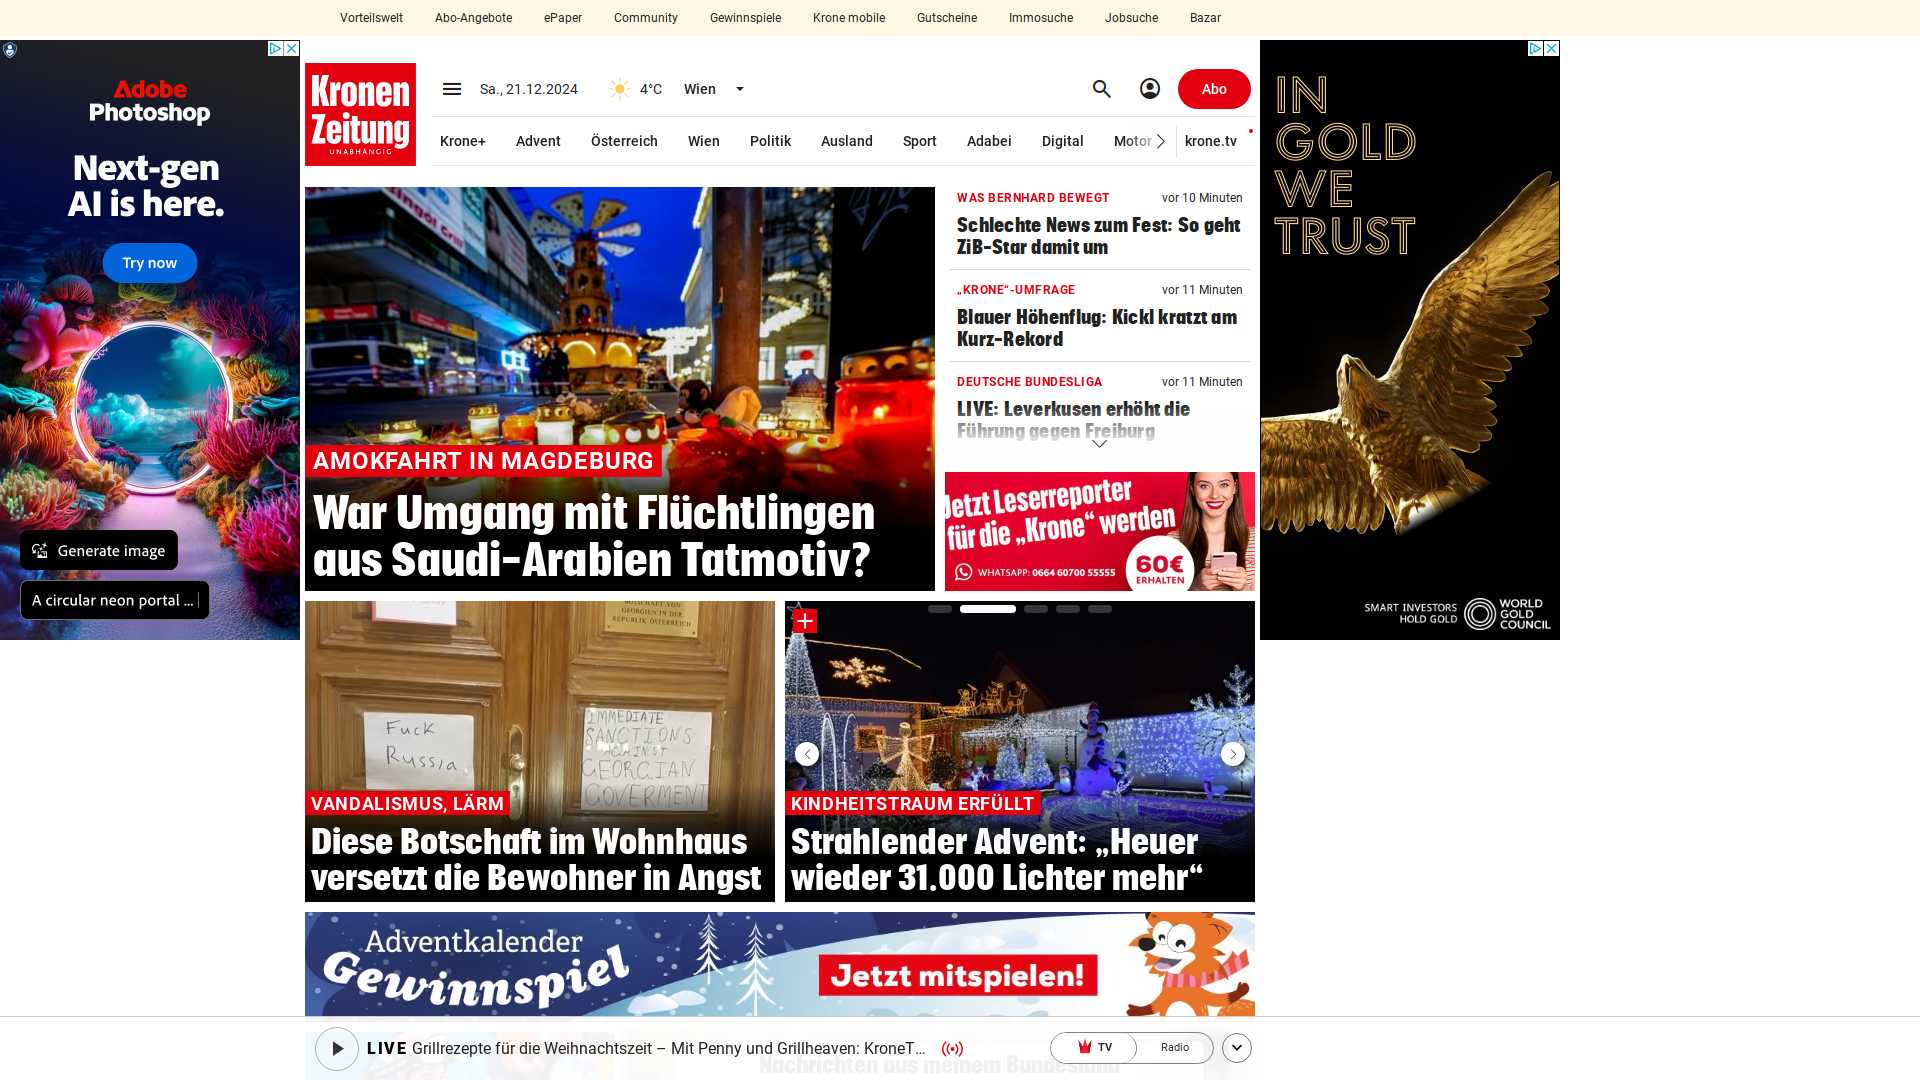 Vorteilswelt
Abo-Angebote
ePaper
Community
Gewinnspiele
Krone mobile
Gutscheine
Immosuche
Jobsuche
Bazar
Adobe
Photoshop
Next-gen
AI is here.
Try now
Generate image
A circular neon portal ...
Kronen
Zeitung
UNABHÄNGIG
Sa., 21.12.2024
4°C
Wien
Abo
Krone+
Advent
Österreich
Wien
Politik
Ausland
Sport
Adabei
Digital
Motor
krone.tv
AMOKFAHRT IN MAGDEBURG
War Umgang mit Flüchtlingen
aus Saudi-Arabien Tatmotiv?
WAS BERNHARD BEWEGT
vor 10 Minuten
Schlechte News zum Fest: So geht
ZiB-Star damit um
„KRONE“-UMFRAGE
vor 11 Minuten
Blauer Höhenflug: Kickl kratzt am
Kurz-Rekord
DEUTSCHE BUNDESLIGA
vor 11 Minuten
LIVE: Leverkusen erhöht die
Führung gegen Freiburg
Jetzt Leserreporter
für die „Krone“ werden
WHATSAPP: 0664 60700 55555
60€
ERHALTEN
IN
GOLD
WE
TRUST
SMART INVESTORS
HOLD GOLD
WORLD
GOLD
COUNCIL
GEORGIEN IN DER
REPUBLIK ÖSTERREICH
Fuck
Russia
IMMEDIATE
SANCTIONS
AGAINST
GEORGIAN
GOVERMENT
VANDALISMUS, LÄRM
Diese Botschaft im Wohnhaus
versetzt die Bewohner in Angst
KINDHEITSTRAUM ERFÜLLT
Strahlender Advent: „Heuer
wieder 31.000 Lichter mehr“
Adventkalender
Gewinnspiel
Jetzt mitspielen!
LIVE Grillrezepte für die Weihnachtszeit – Mit Penny und Grillheaven: KroneT...
TV
Radio
Nachrichten aus meinem Bundesland